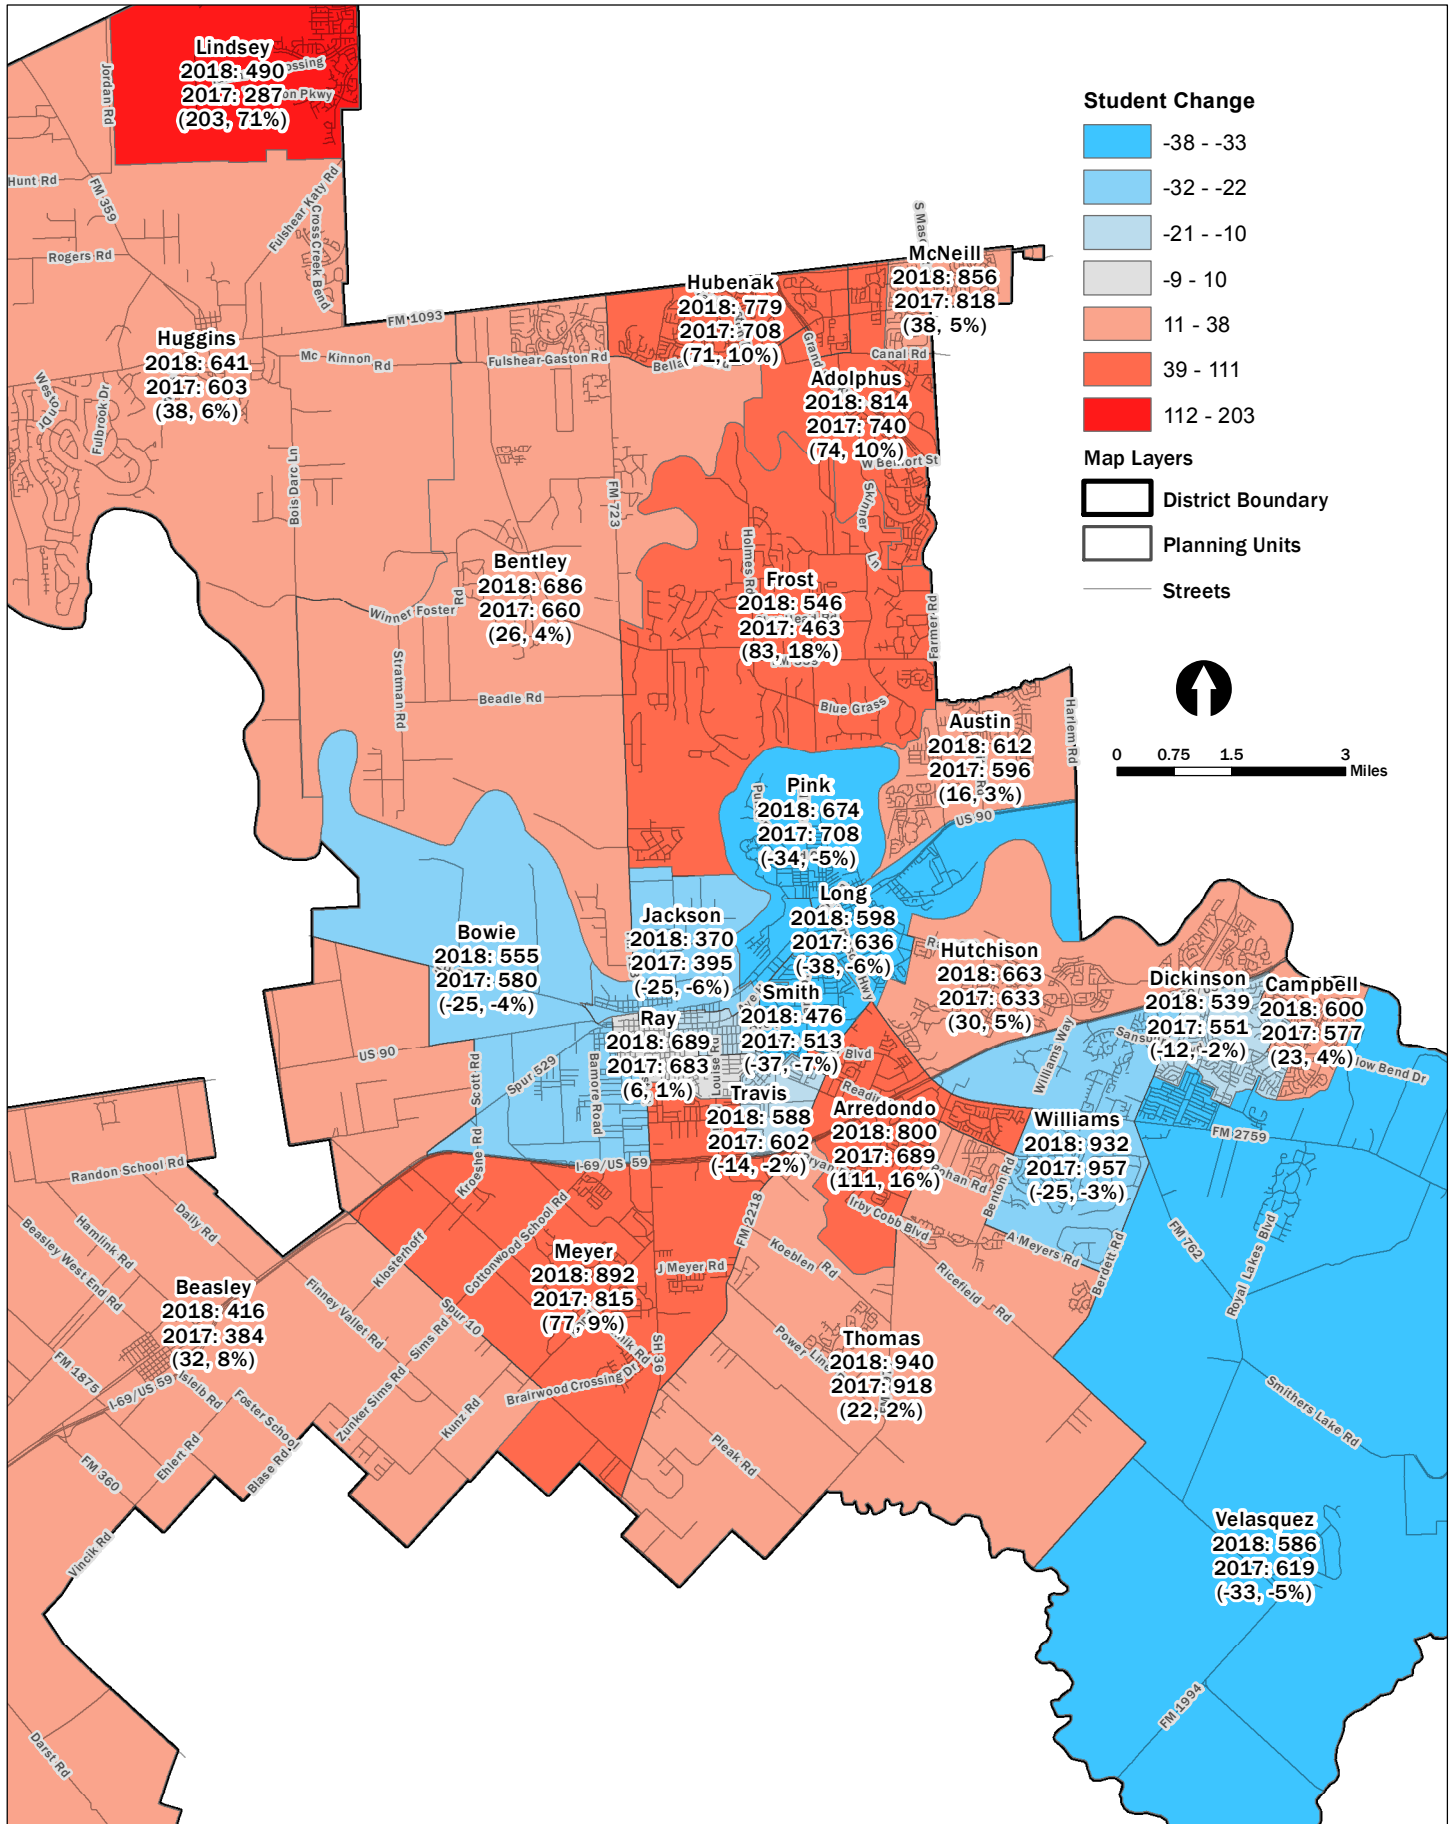 Lindsey
2018: 490
2017: 287
(203, 71%)
Jordan Rd
Hunt Rd
FM 359
Rogers Rd
Fulshear Katy Rd
Cross Creek Bend
FM 1093
Huggins
2018: 641
2017: 603
(38, 6%)
Mc Kinnon Rd
Fulshear-Gaston Rd
Fulbrook Dr
Bois Darc Ln
FM 723
Hubenak
2018: 779
2017: 708
(71, 10%)
McNeill
2018: 856
2017: 818
(38, 5%)
Canal Rd
Adolphus
2018: 814
2017: 740
(74, 10%)
W Belfort St
Skinner Ln
Holmes Rd
Farmer Rd
Bentley
2018: 686
2017: 660
(26, 4%)
Winner-Foster Rd
Stratman Rd
Beadle Rd
Frost
2018: 546
2017: 463
(83, 18%)
Blue Grass
Austin
2018: 612
2017: 596
(16, 3%)
Harlem Rd
US 90
Pink
2018: 674
2017: 708
(-34, -5%)
Long
2018: 598
2017: 636
(-38, -6%)
Hwy
Jackson
2018: 370
2017: 395
(-25, -6%)
Bowie
2018: 555
2017: 580
(-25, -4%)
Smith
2018: 476
2017: 513
(-37, -7%)
Blvd
Ray
2018: 689
2017: 683
(6, 1%)
Hutchison
2018: 663
2017: 633
(30, 5%)
Dickinson
2018: 539
2017: 551
(-12, -2%)
Campbell
2018: 600
2017: 577
(23, 4%)
Williams Way
FM 2759
US 90
Scott Rd
Spur 529
Bamore Road
Kroeshe Rd
I-69/US 59
Travis
2018: 588
2017: 602
(-14, -2%)
Arredondo
2018: 800
2017: 689
(111, 16%)
Williams
2018: 932
2017: 957
(-25, -3%)
Benton Rd
Irby Cobb Blvd
A Meyers Rd
Berdett Rd
FM 762
Royal Lakes Blvd
Smithers Lake Rd
Randon School Rd
Daily Rd
Hamlink Rd
Beasley West End Rd
Klosterhoff
Cottonwood School Rd
FM 2218
J Meyer Rd
Koeblen Rd
Ricefield Rd
Meyer
2018: 892
2017: 815
(77, 9%)
Beasley
2018: 416
2017: 384
(32, 8%)
Finney Vallet Rd
Spur 10
Sims Rd
Zunker Sims Rd
Kunz Rd
Brairwood Crossing Dr
SH 36
Power Line
Thomas
2018: 940
2017: 918
(22, 2%)
Pleak Rd
FM 1875
I-69/US 59
Isleib Rd
Foster School
Blase Rd
Ehlert Rd
FM 360
Vincik Rd
Darst Rd
Velasquez
2018: 586
2017: 619
(-33, -5%)
FM 1994
Student Change
-38 - -33
-32 - -22
-21 - -10
-9 - 10
11 - 38
39 - 111
112 - 203
Map Layers
District Boundary
Planning Units
Streets
0 0.75 1.5 3
Miles